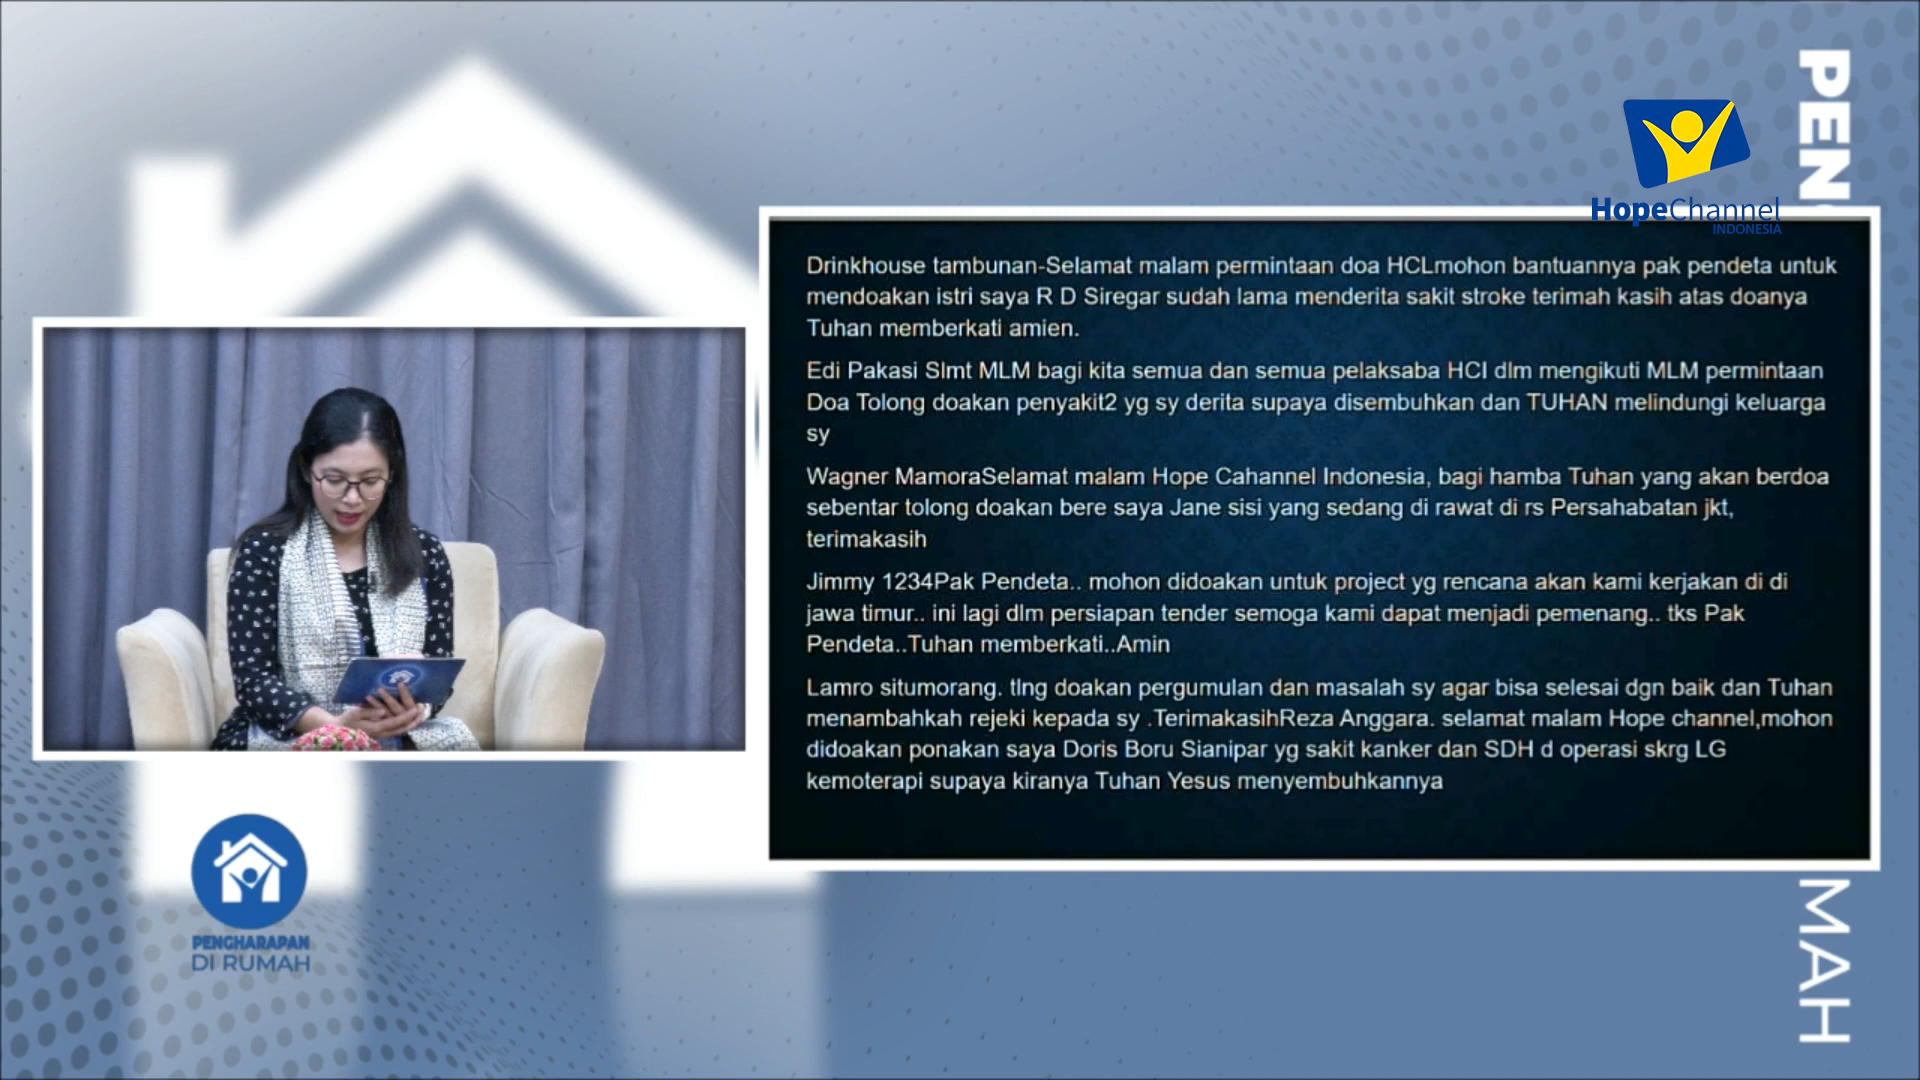 PEN
HopeChannel
INDONESIA
Drinkhouse tambunan-Selamat malam permintaan doa HCLmohon bantuannya pak pendeta untuk
mendoakan istri saya R D Siregar sudah lama menderita sakit stroke terimah kasih atas doanya
Tuhan memberkati amien.
Edi Pakasi Slmt MLM bagi kita semua dan semua pelaksaba HCI dlm mengikuti MLM permintaan
Doa Tolong doakan penyakit2 yg sy derita supaya disembuhkan dan TUHAN melindungi keluarga
sy
Wagner MamoraSelamat malam Hope Cahannel Indonesia, bagi hamba Tuhan yang akan berdoa
sebentar tolong doakan bere saya Jane sisi yang sedang di rawat di rs Persahabatan jkt,
terimakasih
Jimmy 1234Pak Pendeta.. mohon didoakan untuk project yg rencana akan kami kerjakan di di
jawa timur.. ini lagi dlm persiapan tender semoga kami dapat menjadi pemenang.. tks Pak
Pendeta..Tuhan memberkati..Amin
Lamro situmorang. tlng doakan pergumulan dan masalah sy agar bisa selesai dgn baik dan Tuhan
menambahkah rejeki kepada sy .TerimakasihReza Anggara. selamat malam Hope channel,mohon
didoakan ponakan saya Doris Boru Sianipar yg sakit kanker dan SDH d operasi skrg LG
kemoterapi supaya kiranya Tuhan Yesus menyembuhkannya
PENGHARAPAN
DI RUMAH
MAH